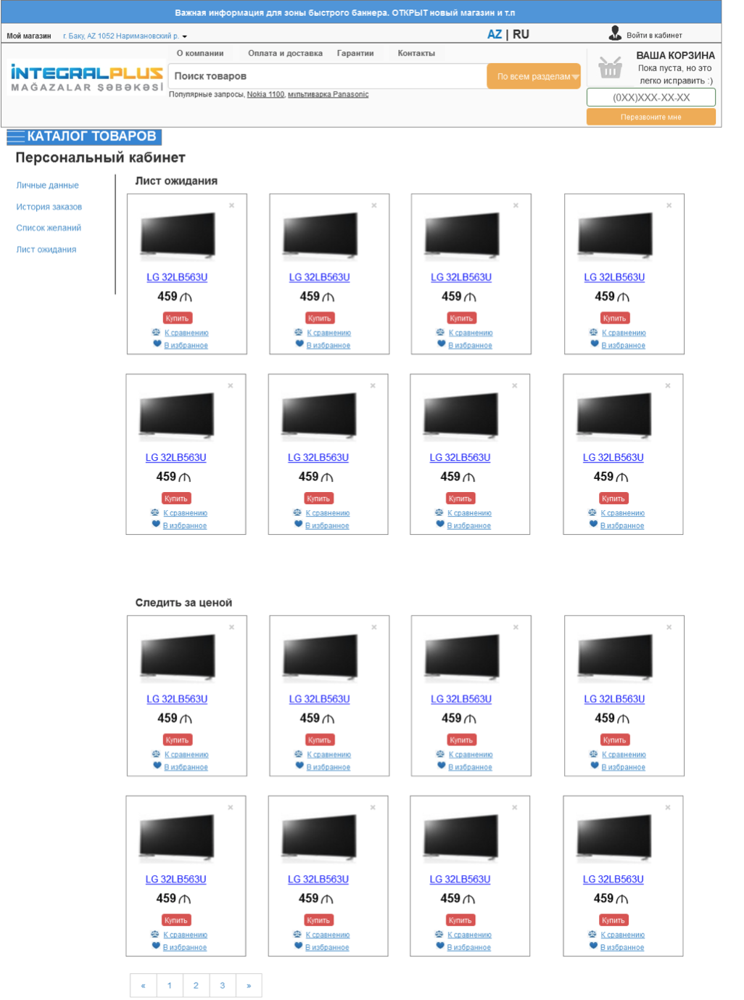 Важная информация для зоны быстрого баннера. ОТКРЫТ новый магазин и т.п
Мой магазин г. Баку, AZ 1052 Наримановский р. AZ | RU Войти в кабинет
О компании Оплата и доставка Гарантии Контакты
INTEGRALPLUS
MAĞAZALAR ŞƏBƏKƏSİ
Поиск товаров По всем разделам
Популярные запросы, Nokia 1100, мультиварка Panasonic
ВАША КОРЗИНА
Пока пуста, но это
легко исправить :)
(0XX)XXX-XX-XX
Перезвоните мне
КАТАЛОГ ТОВАРОВ
Персональный кабинет
Личные данные
История заказов
Список желаний
Лист ожидания
Лист ожидания
× × × ×
LG 32LB563U LG 32LB563U LG 32LB563U LG 32LB563U
459 ₼ 459 ₼ 459 ₼ 459 ₼
Купить Купить Купить Купить
К сравнению К сравнению К сравнению К сравнению
В избранное В избранное В избранное В избранное
× × × ×
LG 32LB563U LG 32LB563U LG 32LB563U LG 32LB563U
459 ₼ 459 ₼ 459 ₼ 459 ₼
Купить Купить Купить Купить
К сравнению К сравнению К сравнению К сравнению
В избранное В избранное В избранное В избранное
Следить за ценой
× × × ×
LG 32LB563U LG 32LB563U LG 32LB563U LG 32LB563U
459 ₼ 459 ₼ 459 ₼ 459 ₼
Купить Купить Купить Купить
К сравнению К сравнению К сравнению К сравнению
В избранное В избранное В избранное В избранное
× × × ×
LG 32LB563U LG 32LB563U LG 32LB563U LG 32LB563U
459 ₼ 459 ₼ 459 ₼ 459 ₼
Купить Купить Купить Купить
К сравнению К сравнению К сравнению К сравнению
В избранное В избранное В избранное В избранное
« 1 2 3 »